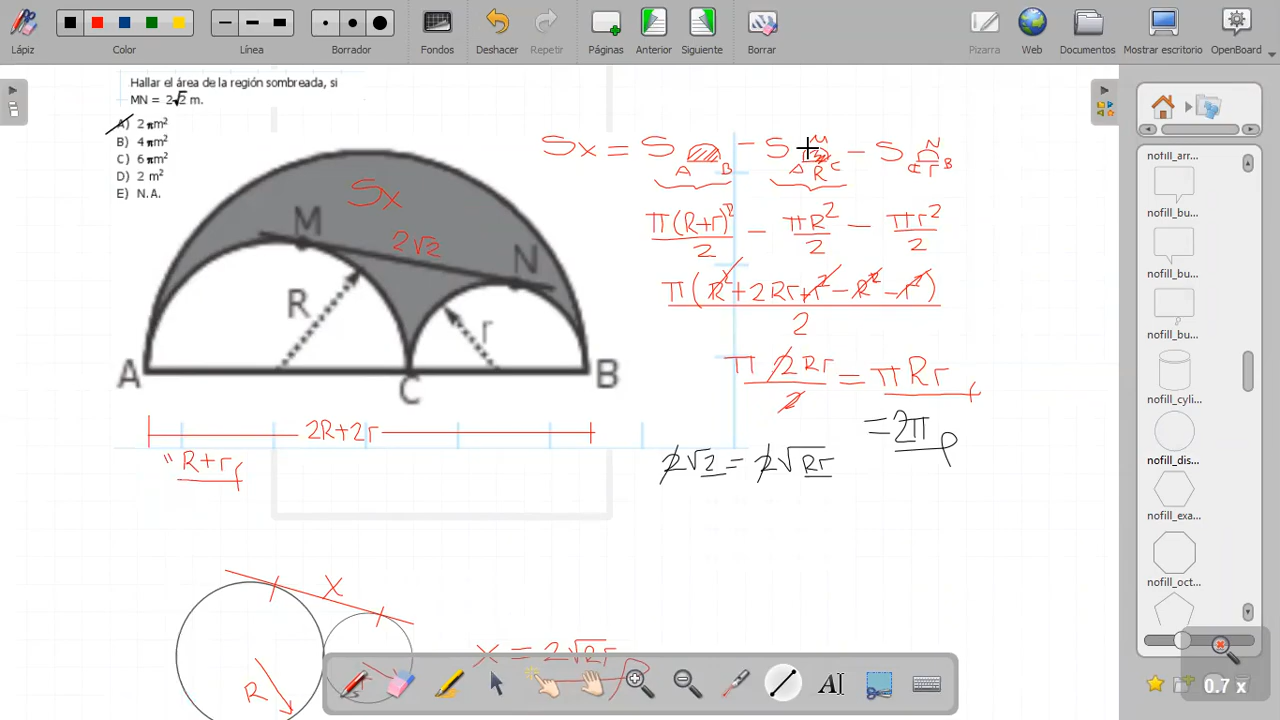 Lápiz
Color
Línea
Borrador
Fondos
Deshacer
Repetir
Páginas
Anterior
Siguiente
Borrar
Pizarra
Web
Documentos
Mostrar escritorio
OpenBoard
Hallar el área de la región sombreada, si
MN = 2√2 m.
A) 2πm²
B) 4πm²
C) 6πm²
D) 2 m²
E) N.A.
Sx
M
2√2
N
R
r
A
C
B
2R+2r
"R+r
Sx = S A B - S A M R C - S C N r B
π(R+r)²/2 - πR²/2 - πr²/2
π(R²+2Rr+r²-R²-r²)
2
π 2Rr/2 = πRr
= 2π
2√2 = 2√Rr
X
R
x = 2√Rr
nofill_arr...
nofill_bu...
nofill_bu...
nofill_bu...
nofill_cyli...
nofill_dis...
nofill_exa...
nofill_oct...
0.7 x